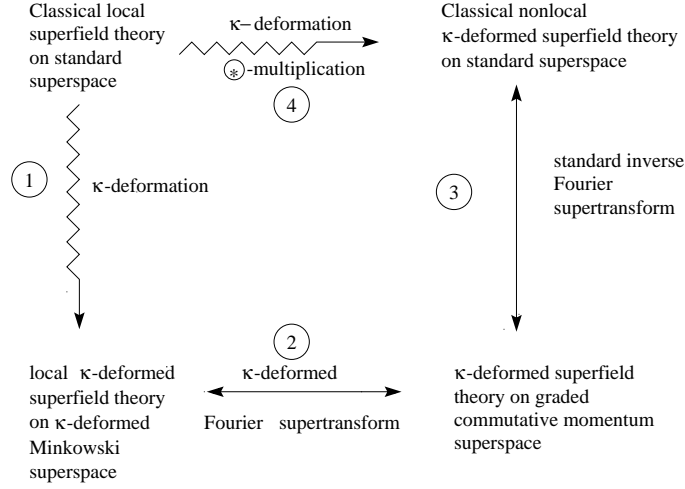 Classical local
superfield theory
on standard
superspace
κ− deformation
⊛-multiplication
4
Classical nonlocal
κ-deformed superfield theory
on standard superspace
1
κ-deformation
3
standard inverse
Fourier
supertransform
2
local κ-deformed
superfield theory
on κ-deformed
Minkowski
superspace
κ-deformed
Fourier supertransform
κ-deformed superfield
theory on graded
commutative momentum
superspace